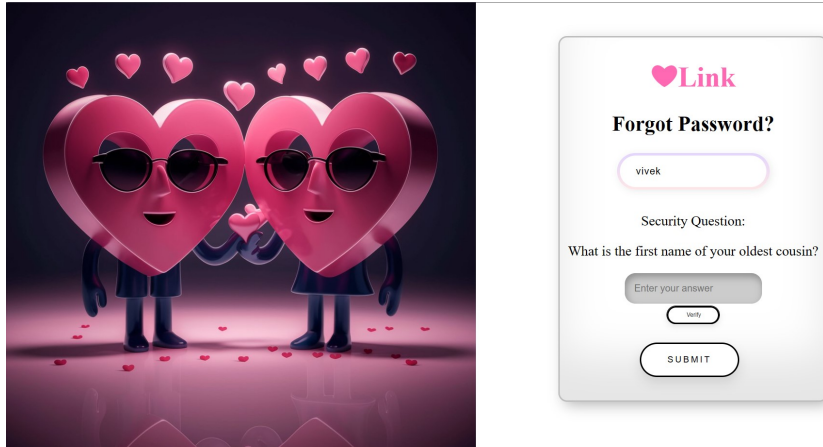 Link
Forgot Password?
vivek
Security Question:
What is the first name of your oldest cousin?
Enter your answer
Verify
SUBMIT